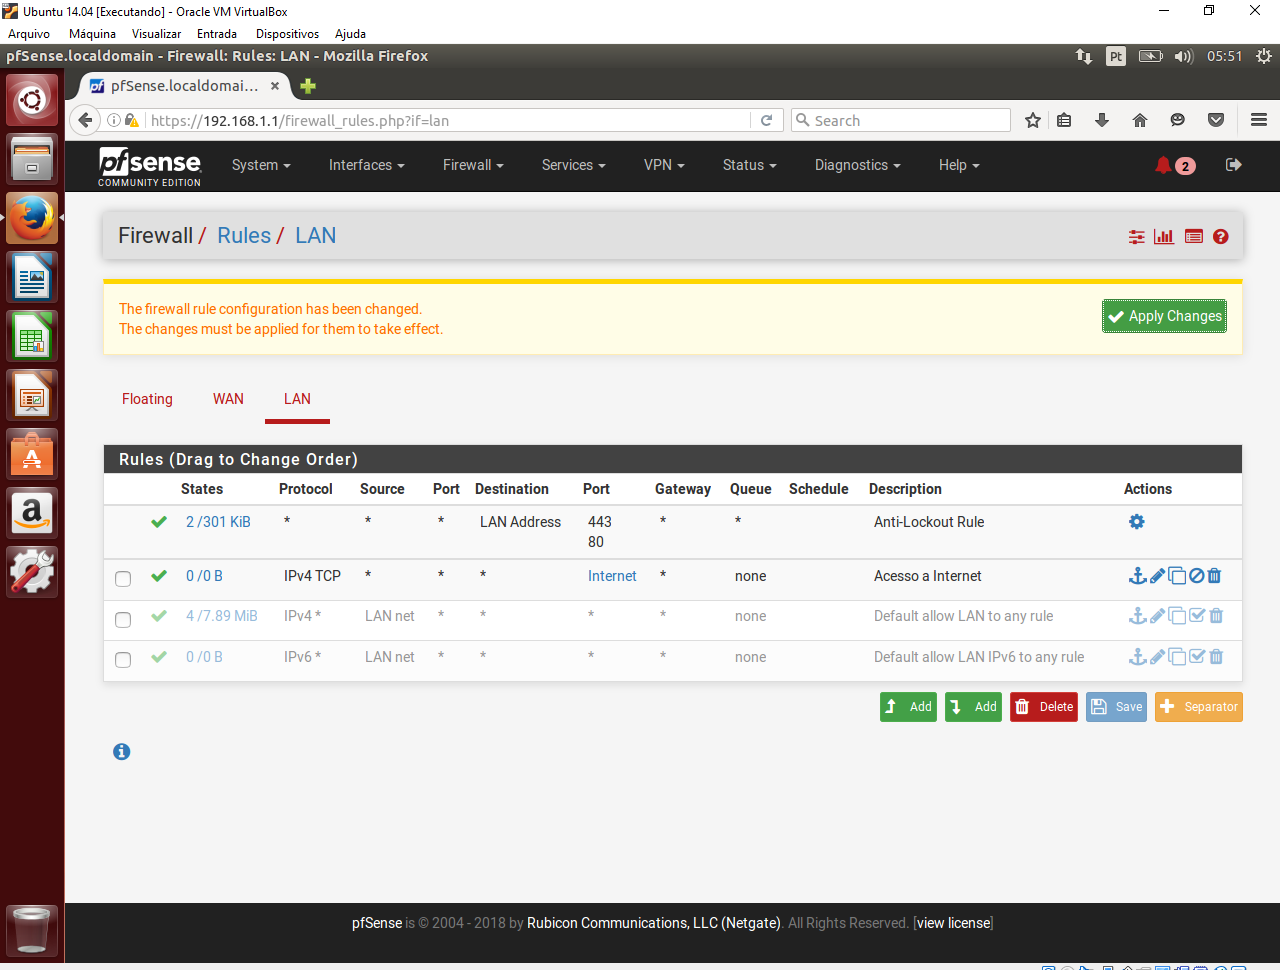 Ubuntu 14.04 [Executando] - Oracle VM VirtualBox
Arquivo Máquina Visualizar Entrada Dispositivos Ajuda
pfSense.localdomain - Firewall: Rules: LAN - Mozilla Firefox Pt 05:51
pfSense.localdomai...
https://192.168.1.1/firewall_rules.php?if=lan Search
pfsense System Interfaces Firewall Services VPN Status Diagnostics Help 2
COMMUNITY EDITION
Firewall / Rules / LAN
The firewall rule configuration has been changed.
The changes must be applied for them to take effect.
Apply Changes
Floating WAN LAN
Rules (Drag to Change Order)
States Protocol Source Port Destination Port Gateway Queue Schedule Description Actions
2 /301 KiB * * * LAN Address 443 * * Anti-Lockout Rule
80
0 /0 B IPv4 TCP * * * Internet * none Acesso a Internet
4 /7.89 MiB IPv4 * LAN net * * * * none Default allow LAN to any rule
0 /0 B IPv6 * LAN net * * * * none Default allow LAN IPv6 to any rule
Add Add Delete Save Separator
pfSense is © 2004 - 2018 by Rubicon Communications, LLC (Netgate). All Rights Reserved. [view license]